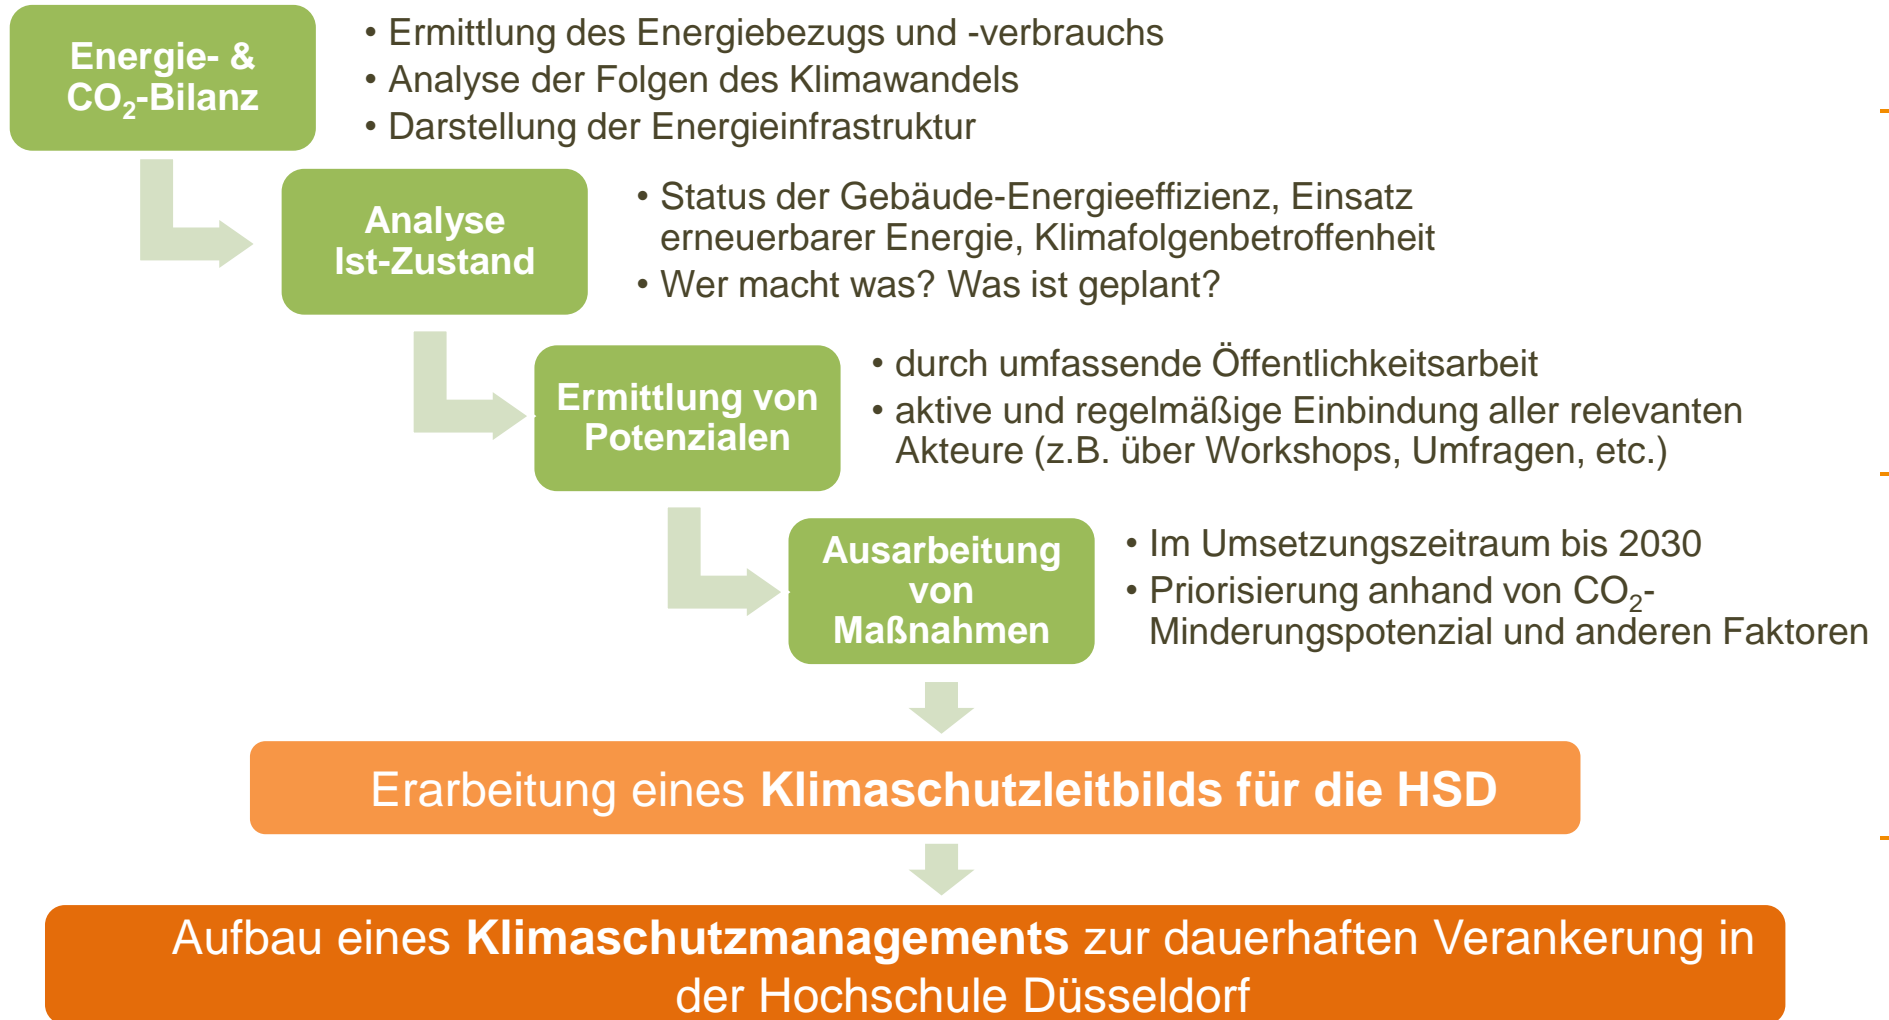 Energie- &
CO₂-Bilanz
• Ermittlung des Energiebezugs und -verbrauchs
• Analyse der Folgen des Klimawandels
• Darstellung der Energieinfrastruktur
Analyse
Ist-Zustand
• Status der Gebäude-Energieeffizienz, Einsatz
erneuerbarer Energie, Klimafolgenbetroffenheit
• Wer macht was? Was ist geplant?
Ermittlung von
Potenzialen
• durch umfassende Öffentlichkeitsarbeit
• aktive und regelmäßige Einbindung aller relevanten
Akteure (z.B. über Workshops, Umfragen, etc.)
Ausarbeitung
von
Maßnahmen
• Im Umsetzungszeitraum bis 2030
• Priorisierung anhand von CO₂-
Minderungspotenzial und anderen Faktoren
Erarbeitung eines Klimaschutzleitbilds für die HSD
Aufbau eines Klimaschutzmanagements zur dauerhaften Verankerung in
der Hochschule Düsseldorf